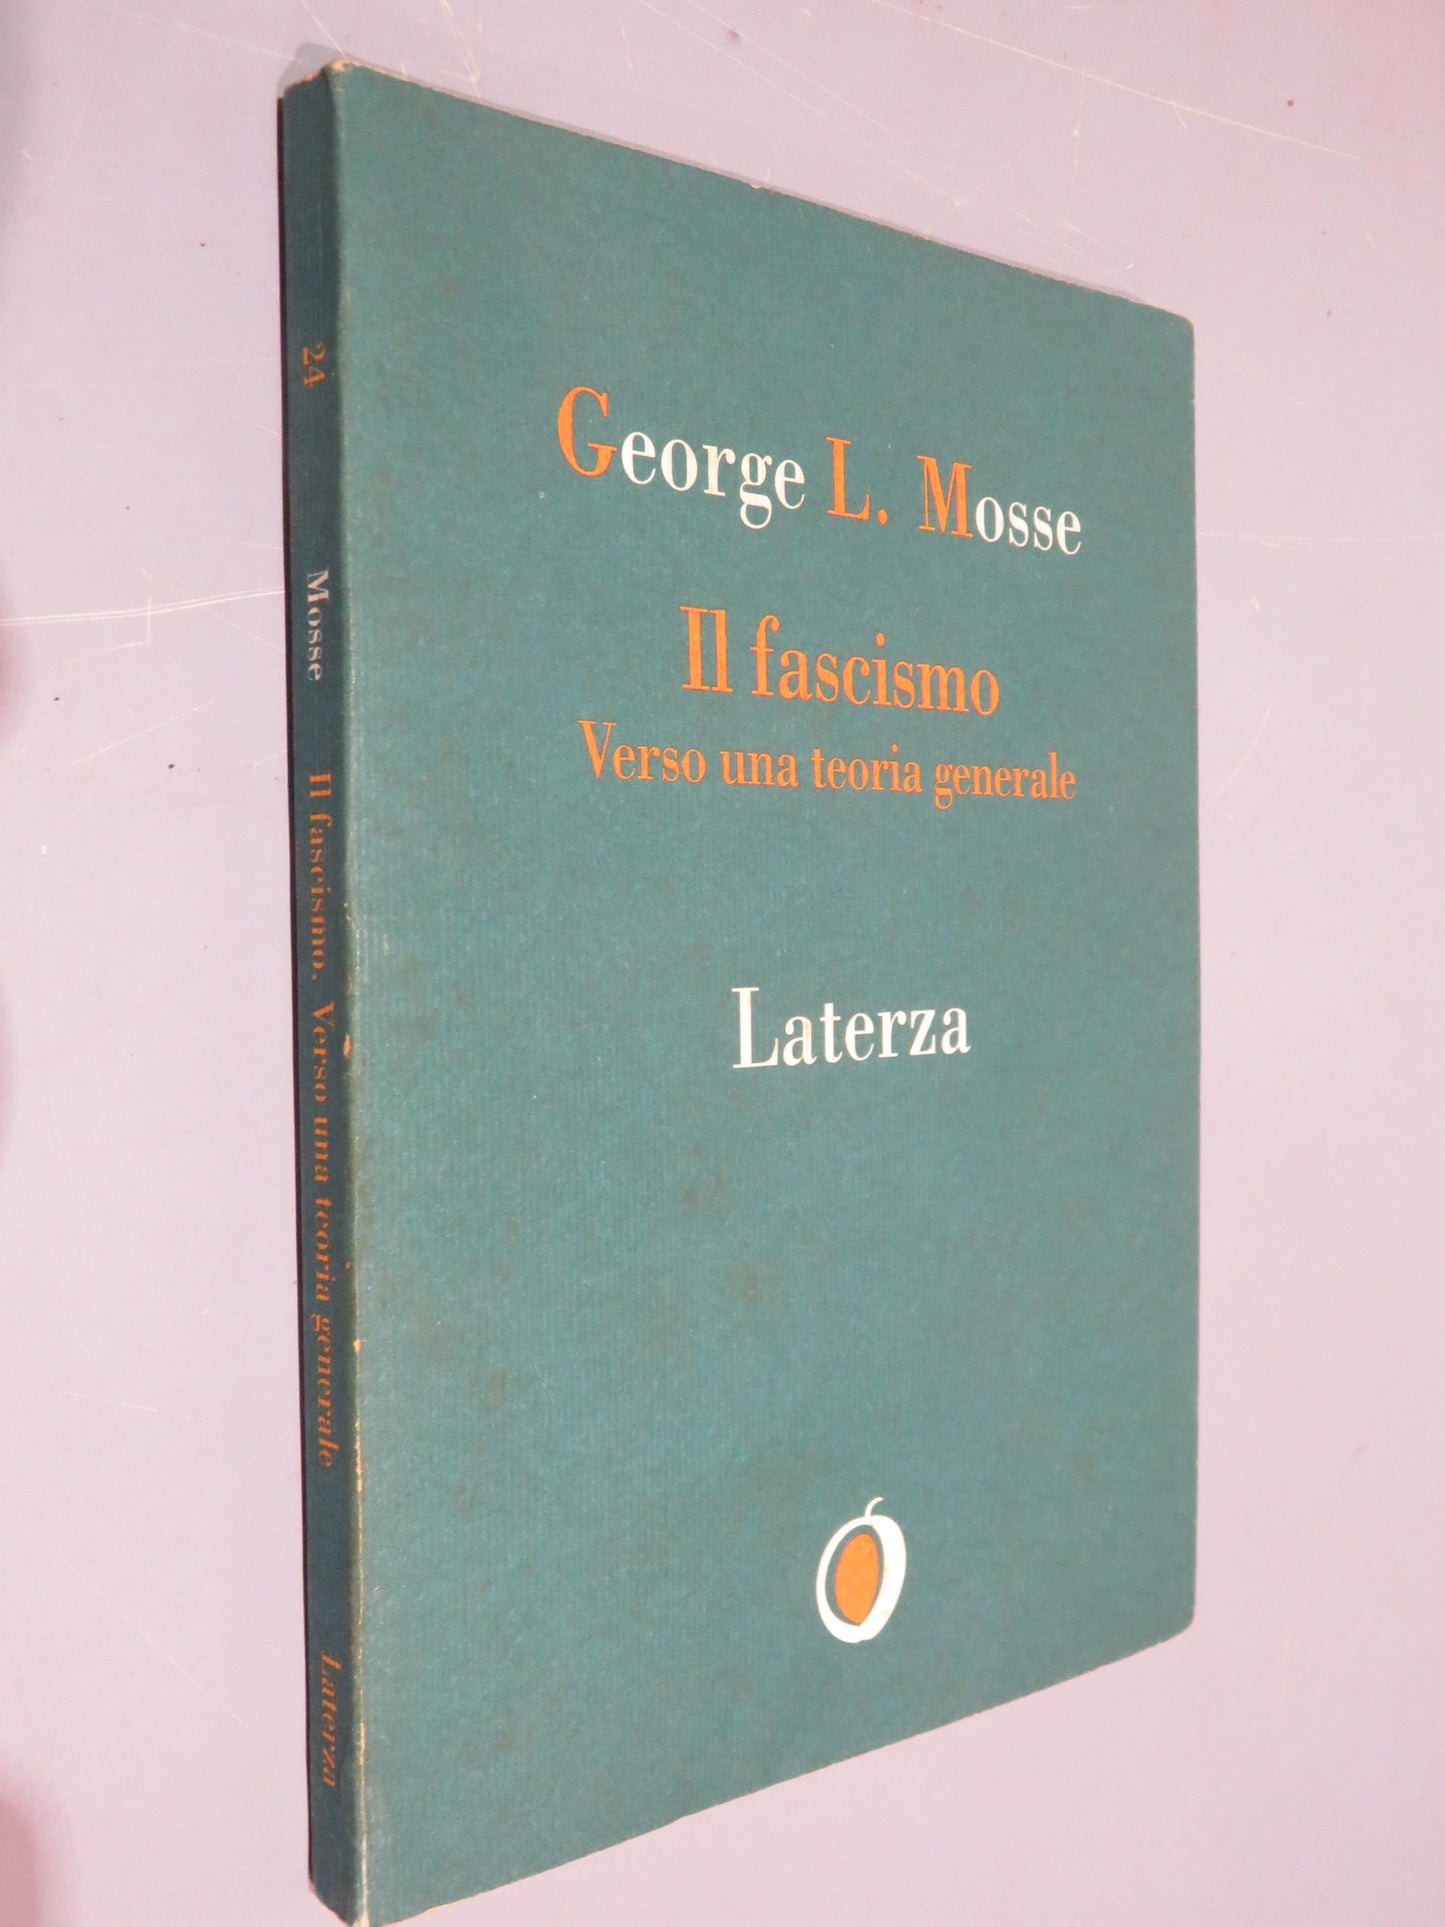 George L. Mosse
Il fascismo
Verso una teoria generale
Laterza
24 Mosse Il fascismo. Verso una teoria generale Laterza